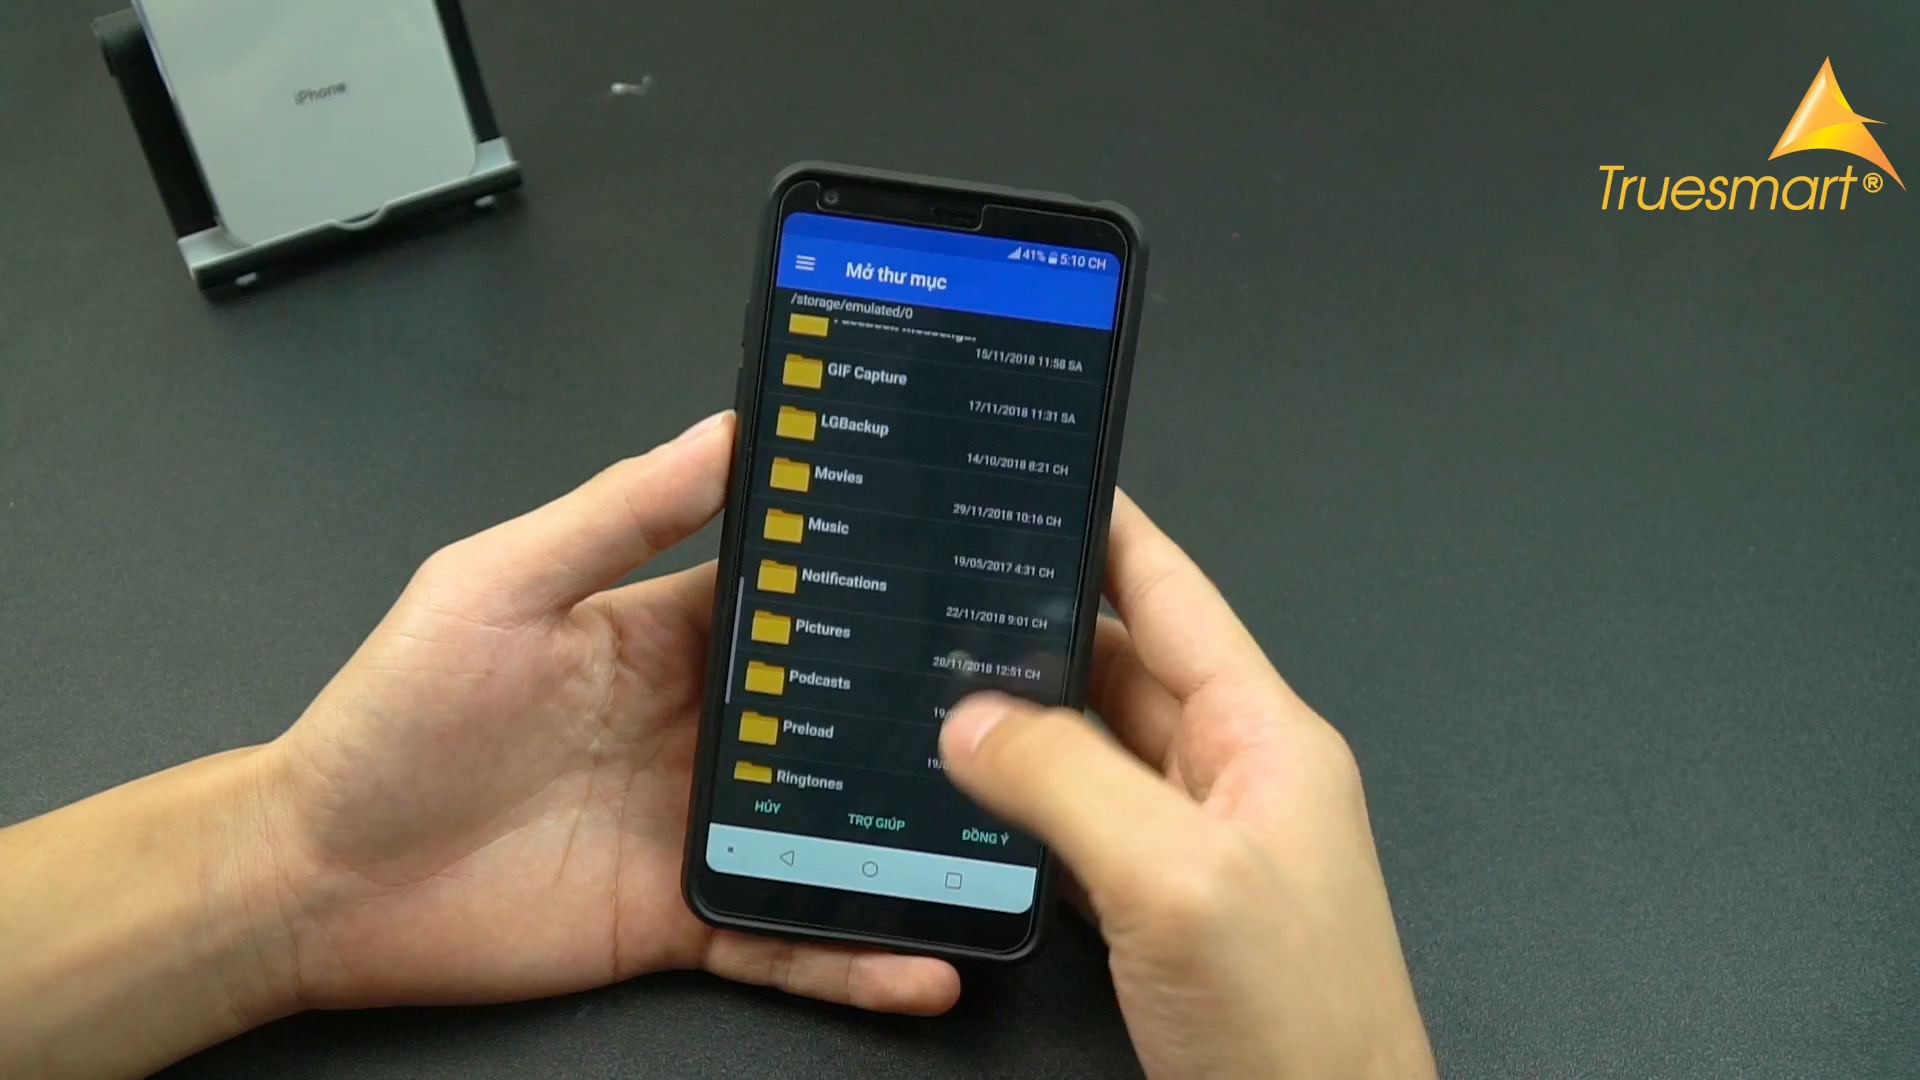 iPhone
Truesmart®
41% 5:10 CH
Mở thư mục
/storage/emulated/0
15/11/2018 11:58 SA
GIF Capture
17/11/2018 11:31 SA
LGBackup
14/10/2018 8:21 CH
Movies
29/11/2018 10:16 CH
Music
19/05/2017 4:31 CH
Notifications
22/11/2018 9:01 CH
Pictures
28/11/2018 12:51 CH
Podcasts
Preload
Ringtones
HỦY
TRỢ GIÚP
ĐỒNG Ý